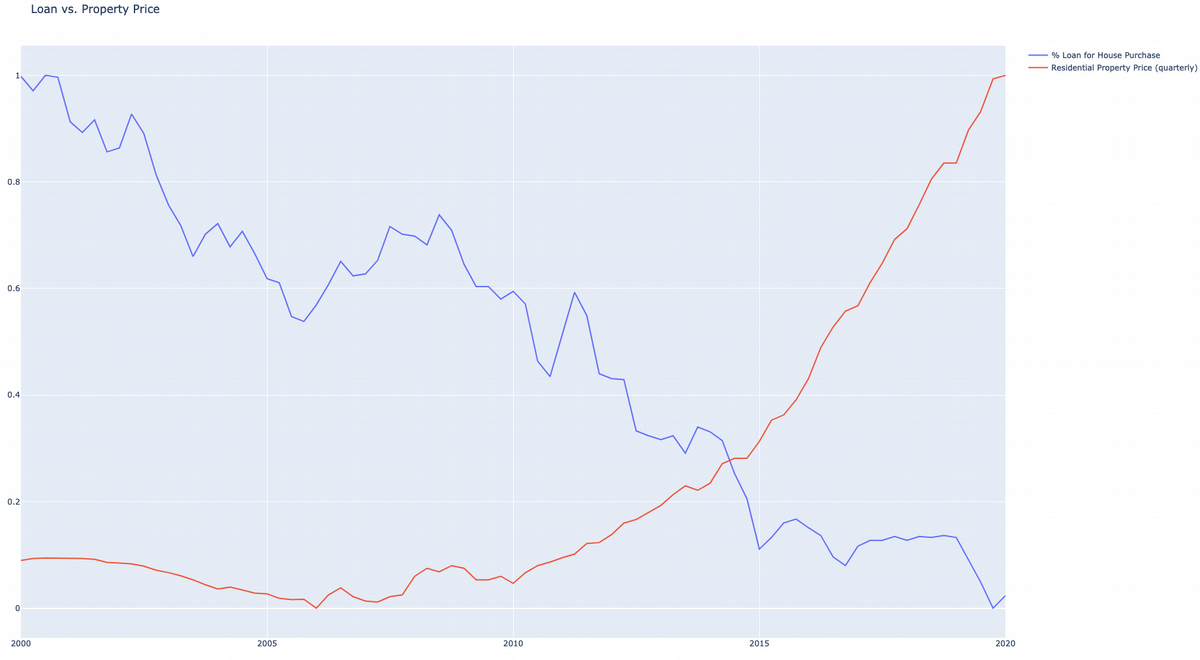 Loan vs. Property Price
% Loan for House Purchase
Residential Property Price (quarterly)
1
0.8
0.6
0.4
0.2
0
2000 2005 2010 2015 2020